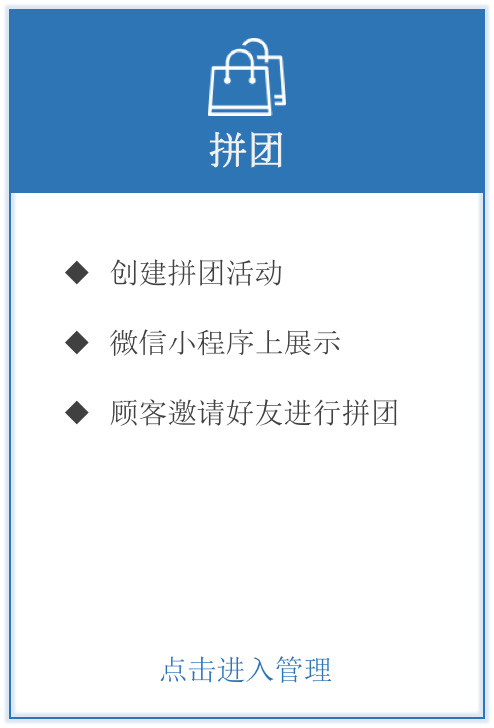 拼团
◆ 创建拼团活动
◆ 微信小程序上展示
◆ 顾客邀请好友进行拼团
点击进入管理